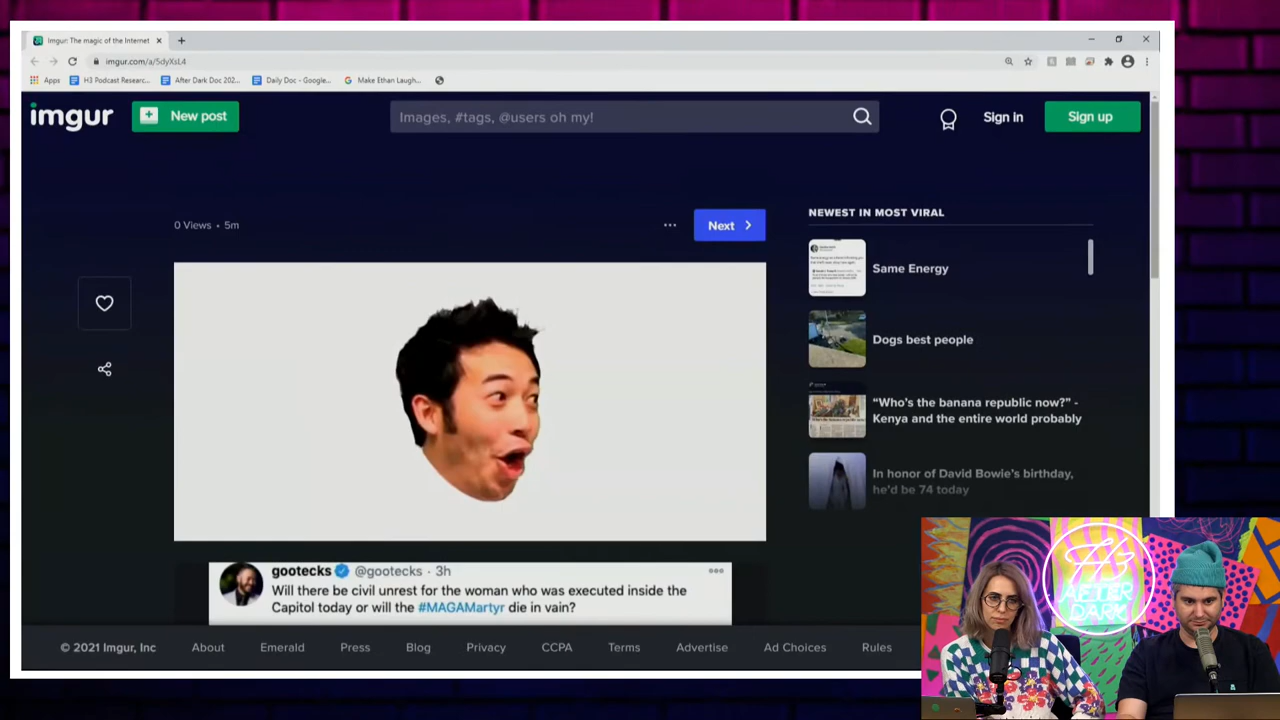 Imgur: The magic of the Internet
imgur.com/a/5dyXsL4
Apps H3 Podcast Researc... After Dark Doc 202... Daily Doc - Google... Make Ethan Laugh...
imgur New post Images, #tags, @users oh my! Sign In Sign up
0 Views • 5m
Next
NEWEST IN MOST VIRAL
Same Energy
Dogs best people
“Who’s the banana republic now?” -
Kenya and the entire world probably
In honor of David Bowie’s birthday,
he’d be 74 today
gootecks @gootecks · 3h
Will there be civil unrest for the woman who was executed inside the
Capitol today or will the #MAGAMartyr die in vain?
© 2021 Imgur, Inc About Emerald Press Blog Privacy CCPA Terms Advertise Ad Choices Rules
AFTER
DARK